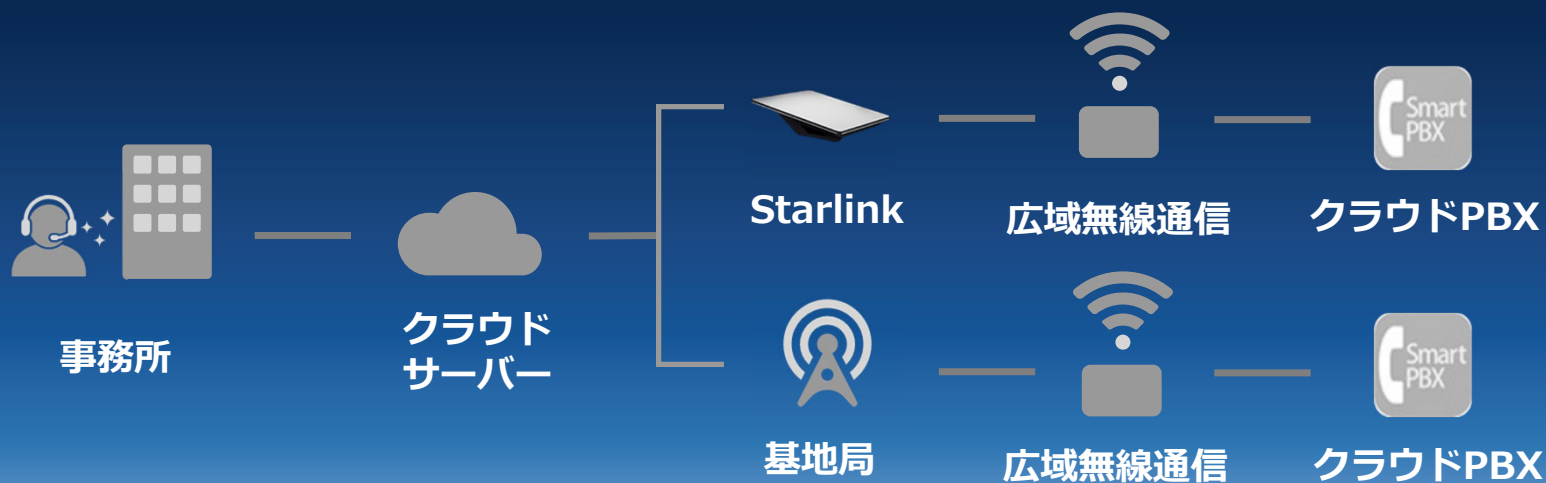 Smart
PBX
Starlink
広域無線通信
クラウドPBX
事務所
クラウド
サーバー
Smart
PBX
基地局
広域無線通信
クラウドPBX